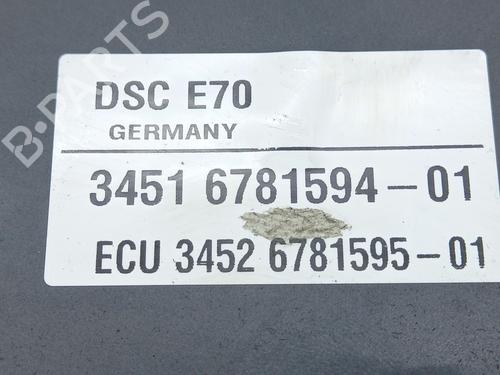 B-PARTS
DSC E70
GERMANY
3451 6781594-01
ECU 3452 6781595-01